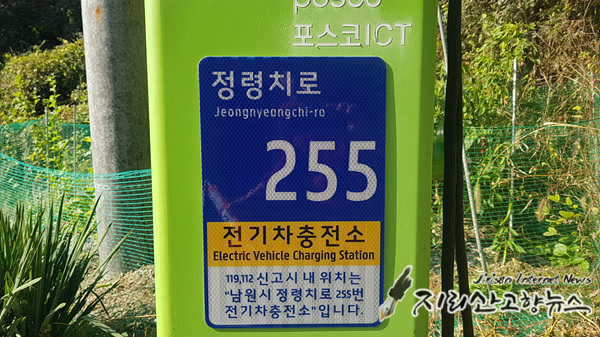 posco
포스코ICT
정령치로
Jeongnyeongchi-ro
255
전기차충전소
Electric Vehicle Charging Station
119,112 신고시 내 위치는
"남원시 정령치로 255번
전기차충전소"입니다.
Jirisan Internet News
지리산고향뉴스